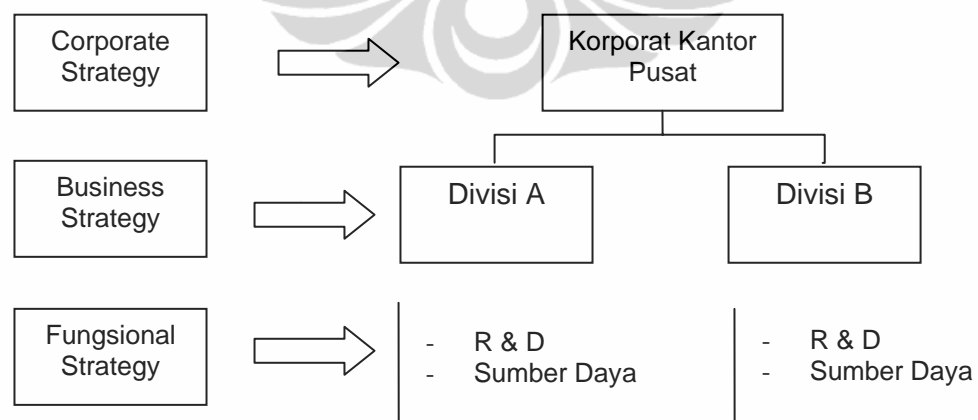 Corporate
Strategy
Korporat Kantor
Pusat
Business
Strategy
Divisi A
Divisi B
Fungsional
Strategy
- R & D
- Sumber Daya
- R & D
- Sumber Daya